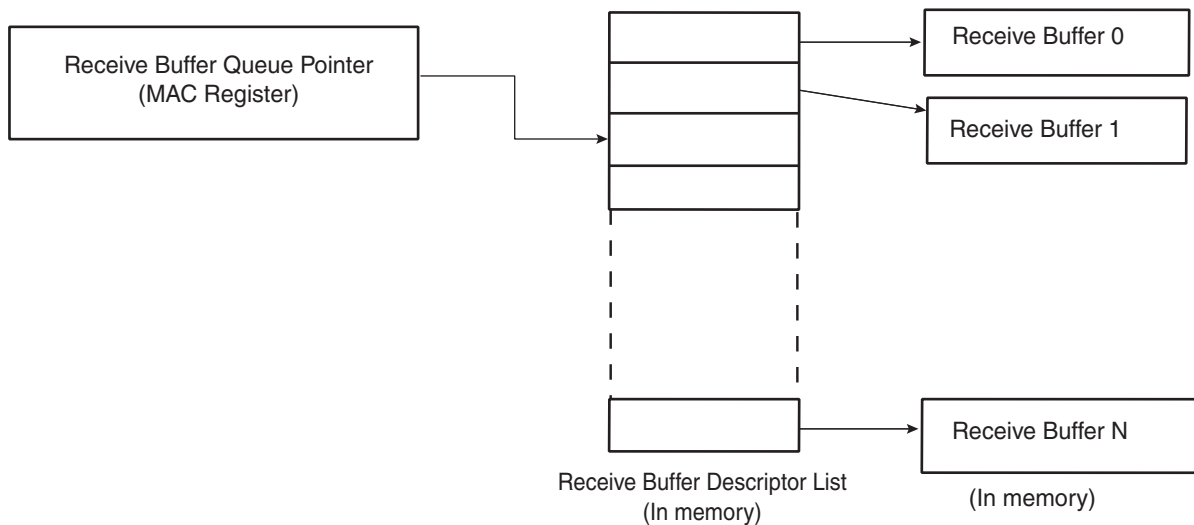 Receive Buffer Queue Pointer
(MAC Register)
Receive Buffer 0
Receive Buffer 1
Receive Buffer N
Receive Buffer Descriptor List
(In memory)
(In memory)